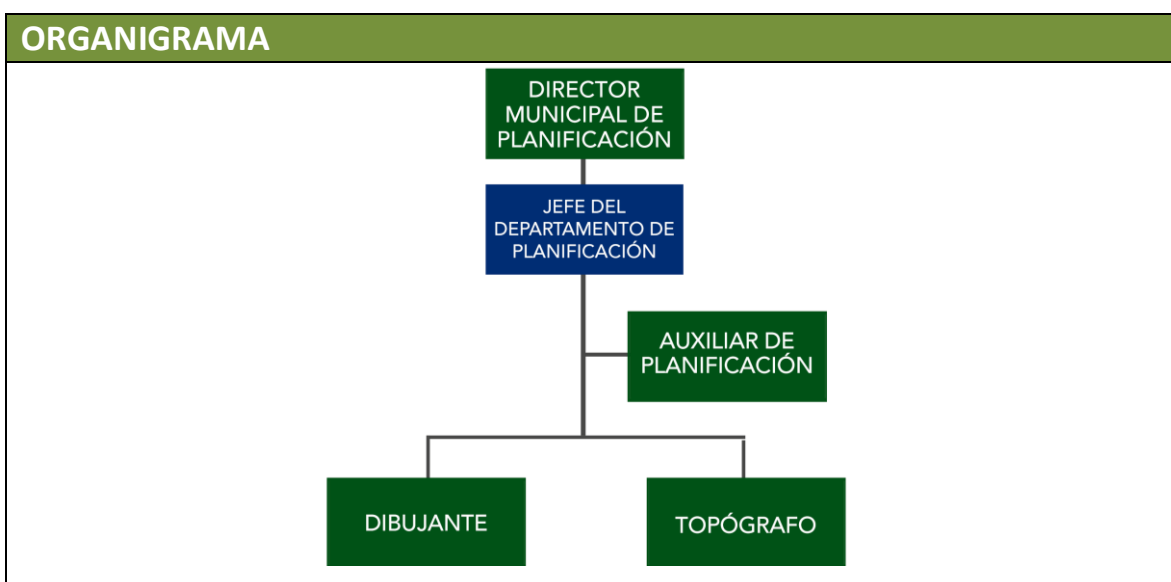 ORGANIGRAMA
DIRECTOR
MUNICIPAL DE
PLANIFICACIÓN
JEFE DEL
DEPARTAMENTO DE
PLANIFICACIÓN
AUXILIAR DE
PLANIFICACIÓN
DIBUJANTE
TOPÓGRAFO